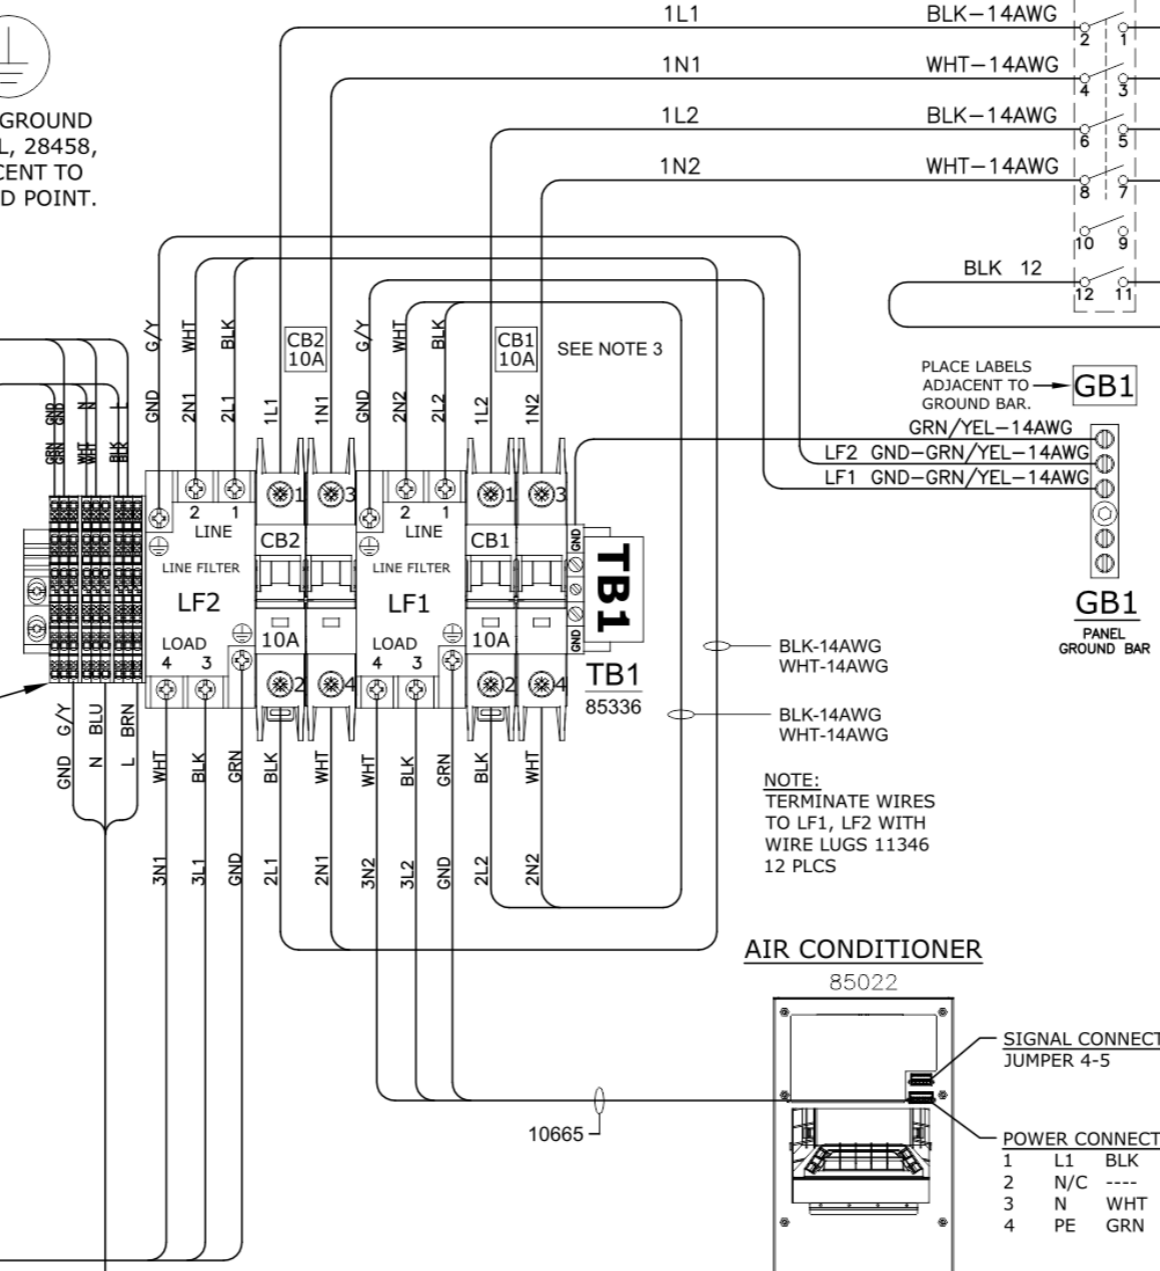 1L1 BLK-14AWG
2 1
1N1 WHT-14AWG
4 3
1L2 BLK-14AWG
6 5
1N2 WHT-14AWG
8 7
10 9
BLK 12
12 11
GROUND
L, 28458,
CENT TO
D POINT.
G/Y WHT BLK
CB2
10A
G/Y WHT BLK
CB1
10A
SEE NOTE 3
PLACE LABELS
ADJACENT TO
GROUND BAR.
GB1
GND 2N1 2L1 1L1 1N1 GND 2N2 2L2 1L2 1N2
GND GND N N L L
GRN GRN WHT WHT BLK BLK
GRN/YEL-14AWG
LF2 GND-GRN/YEL-14AWG
LF1 GND-GRN/YEL-14AWG
2 1 1 3 2 1 1 3
LINE CB2 LINE CB1 GND
LINE FILTER LINE FILTER
TB1
LF2 LF1
GB1
PANEL
GROUND BAR
LOAD 10A LOAD 10A GND
4 3 2 4 4 3 2 4
TB1
85336
BLK-14AWG
WHT-14AWG
BLK-14AWG
WHT-14AWG
G/Y BLU BRN
GND N L
WHT BLK GRN BLK WHT WHT BLK GRN BLK WHT
3N1 3L1 GND 2L1 2N1 3N2 3L2 GND 2L2 2N2
NOTE:
TERMINATE WIRES
TO LF1, LF2 WITH
WIRE LUGS 11346
12 PLCS
AIR CONDITIONER
85022
SIGNAL CONNECT
JUMPER 4-5
10665
POWER CONNECT
1 L1 BLK
2 N/C ----
3 N WHT
4 PE GRN